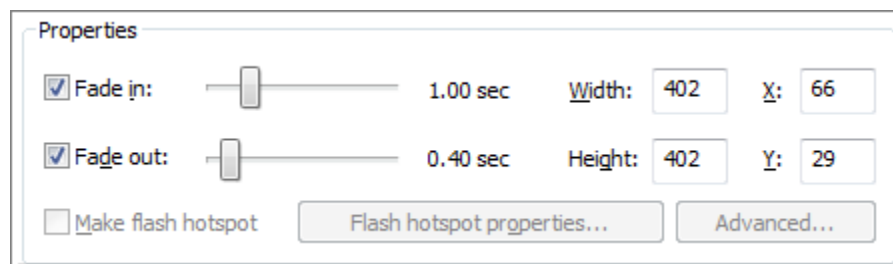 Properties
Fade in: 1.00 sec Width: 402 X: 66
Fade out: 0.40 sec Height: 402 Y: 29
Make flash hotspot Flash hotspot properties... Advanced...